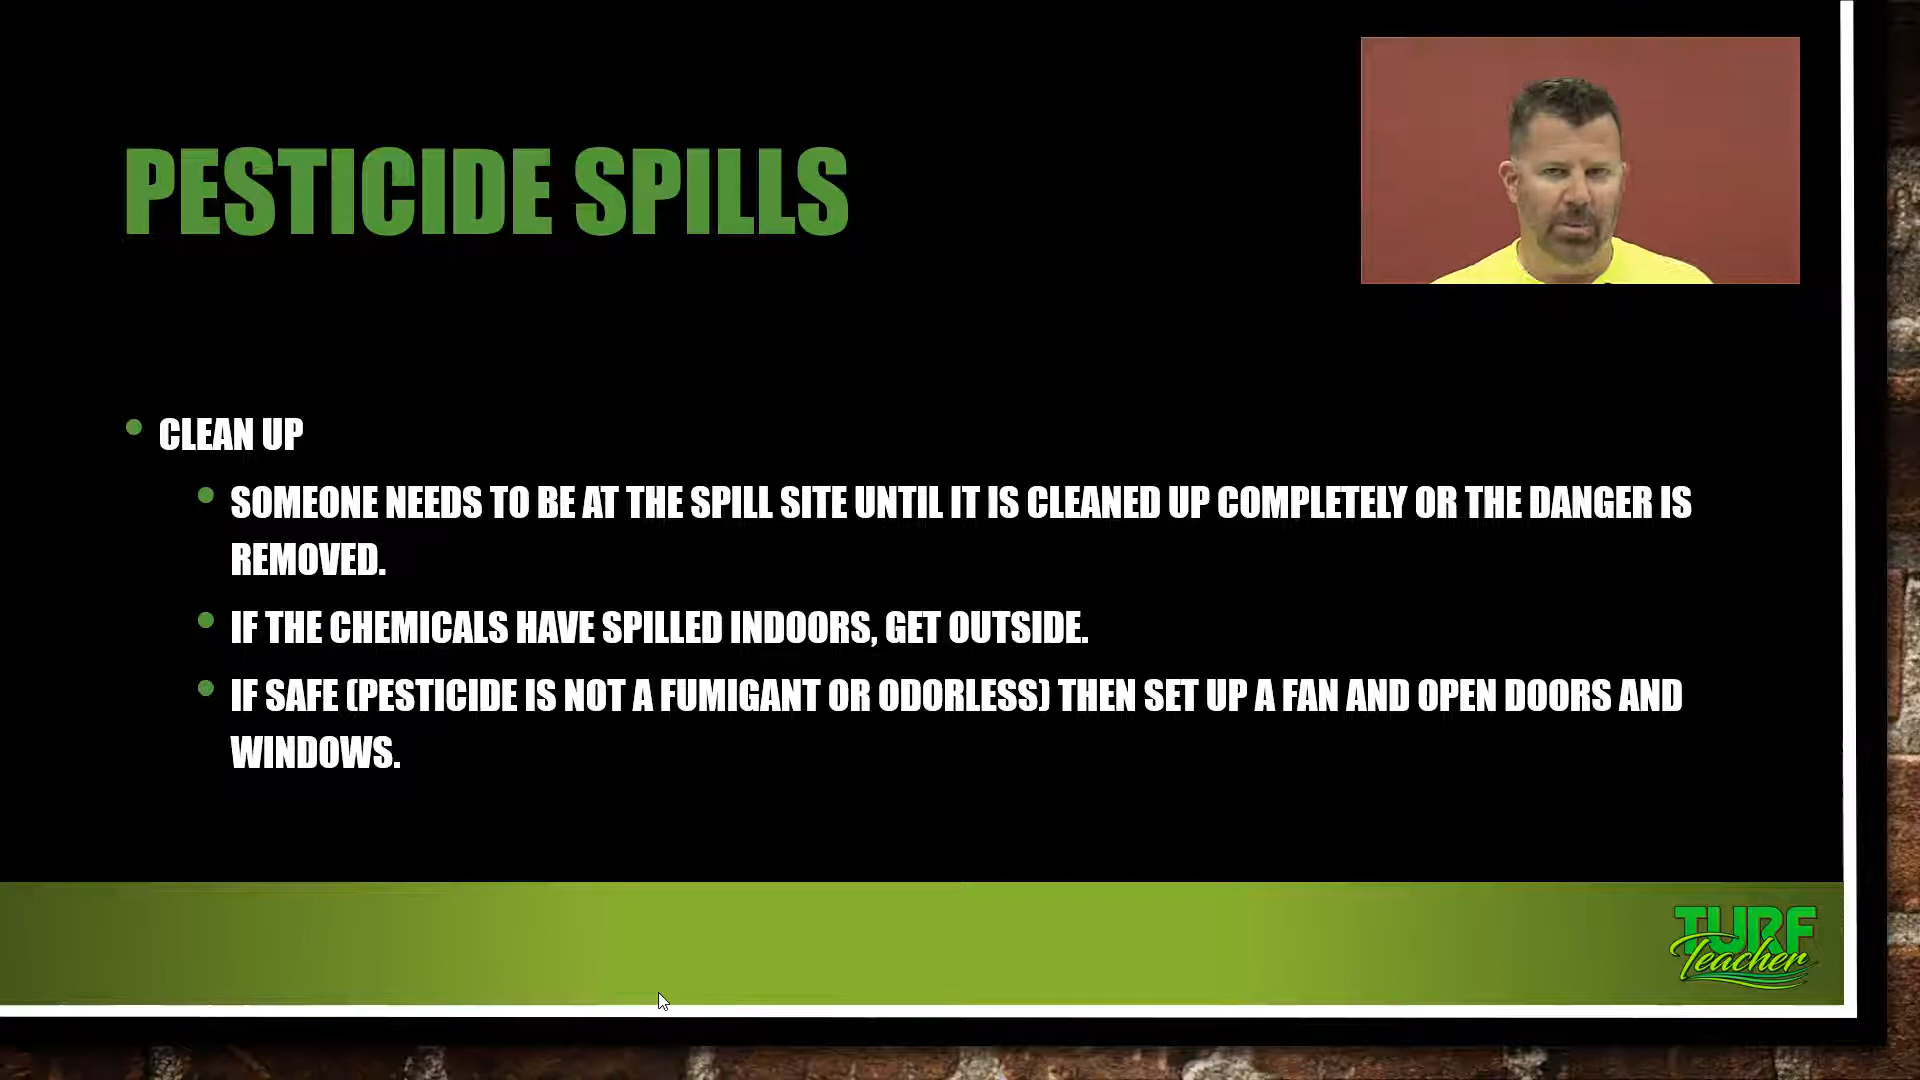 PESTICIDE SPILLS
CLEAN UP
SOMEONE NEEDS TO BE AT THE SPILL SITE UNTIL IT IS CLEANED UP COMPLETELY OR THE DANGER IS
REMOVED.
IF THE CHEMICALS HAVE SPILLED INDOORS, GET OUTSIDE.
IF SAFE (PESTICIDE IS NOT A FUMIGANT OR ODORLESS) THEN SET UP A FAN AND OPEN DOORS AND
WINDOWS.
TURF
Teacher